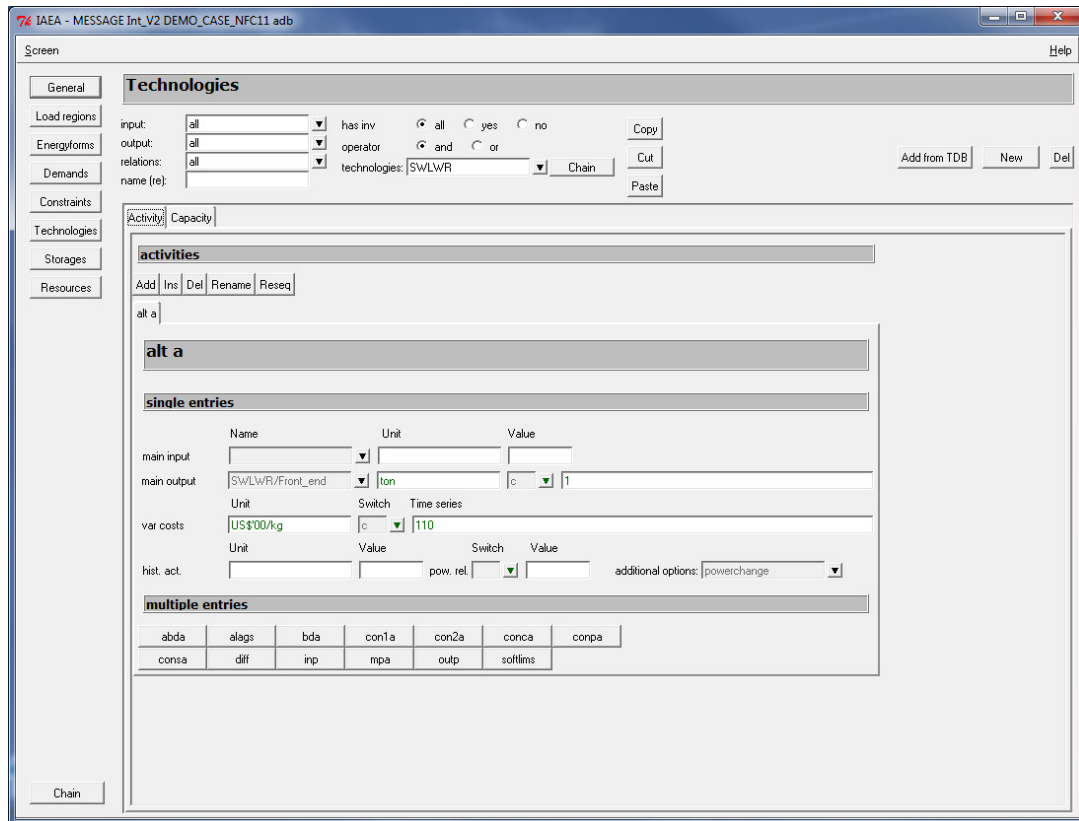 IAEA - MESSAGE Int_V2 DEMO_CASE_NFC11 adb
Screen Help
General
Load regions
Energyforms
Demands
Constraints
Technologies
Storages
Resources
Technologies
input: all has inv all yes no Copy
output: all operator and or
relations: all technologies: SWLWR Chain Cut Add from TDB New Del
name (re): Paste
Activity Capacity
activities
Add Ins Del Rename Reseq
alt a
alt a
single entries
Name Unit Value
main input
main output SWLWR/Front_end ton c 1
Unit Switch Time series
var costs US$'00/kg c 110
Unit Value Switch Value
hist. act. pow. rel. additional options: powerchange
multiple entries
abda alags bda con1a con2a conca conpa
consa diff inp mpa outp softlims
Chain